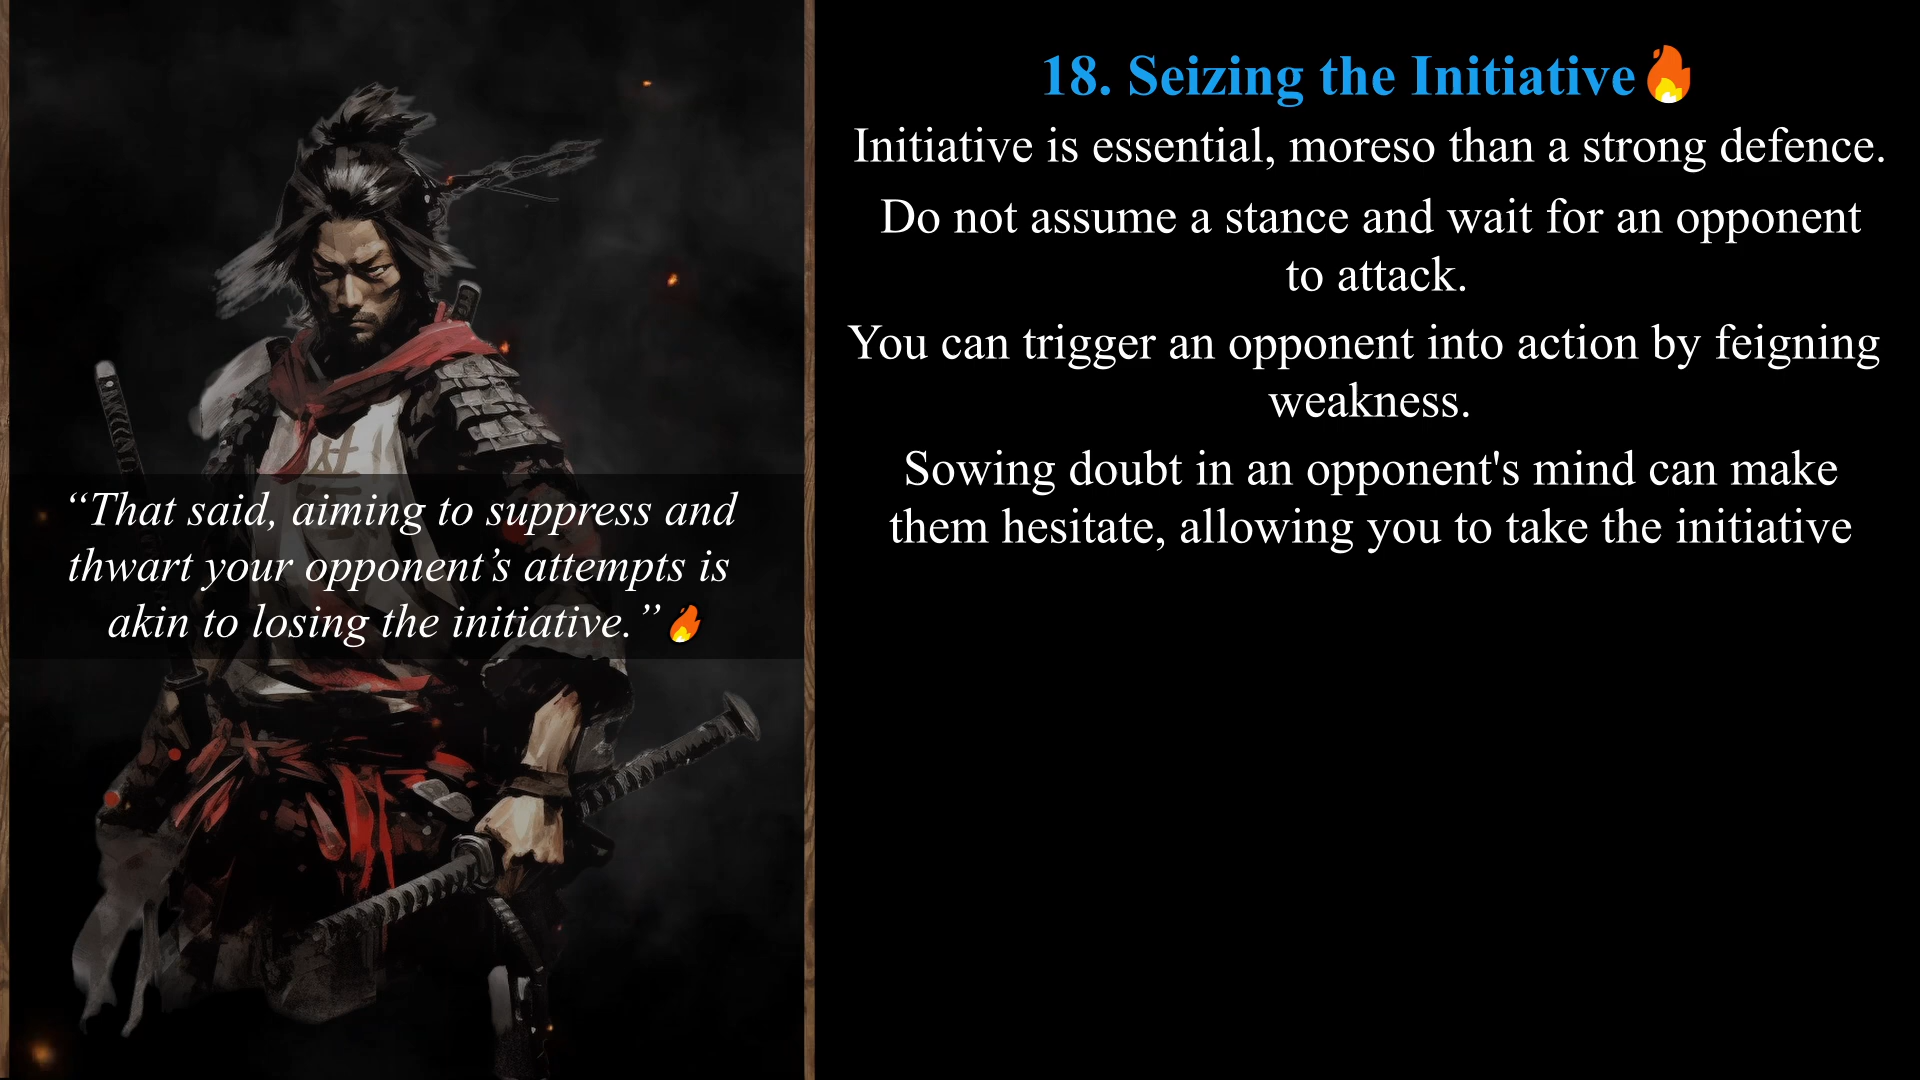 “That said, aiming to suppress and
thwart your opponent’s attempts is
akin to losing the initiative.”🔥
18. Seizing the Initiative🔥
Initiative is essential, moreso than a strong defence.
Do not assume a stance and wait for an opponent
to attack.
You can trigger an opponent into action by feigning
weakness.
Sowing doubt in an opponent's mind can make
them hesitate, allowing you to take the initiative